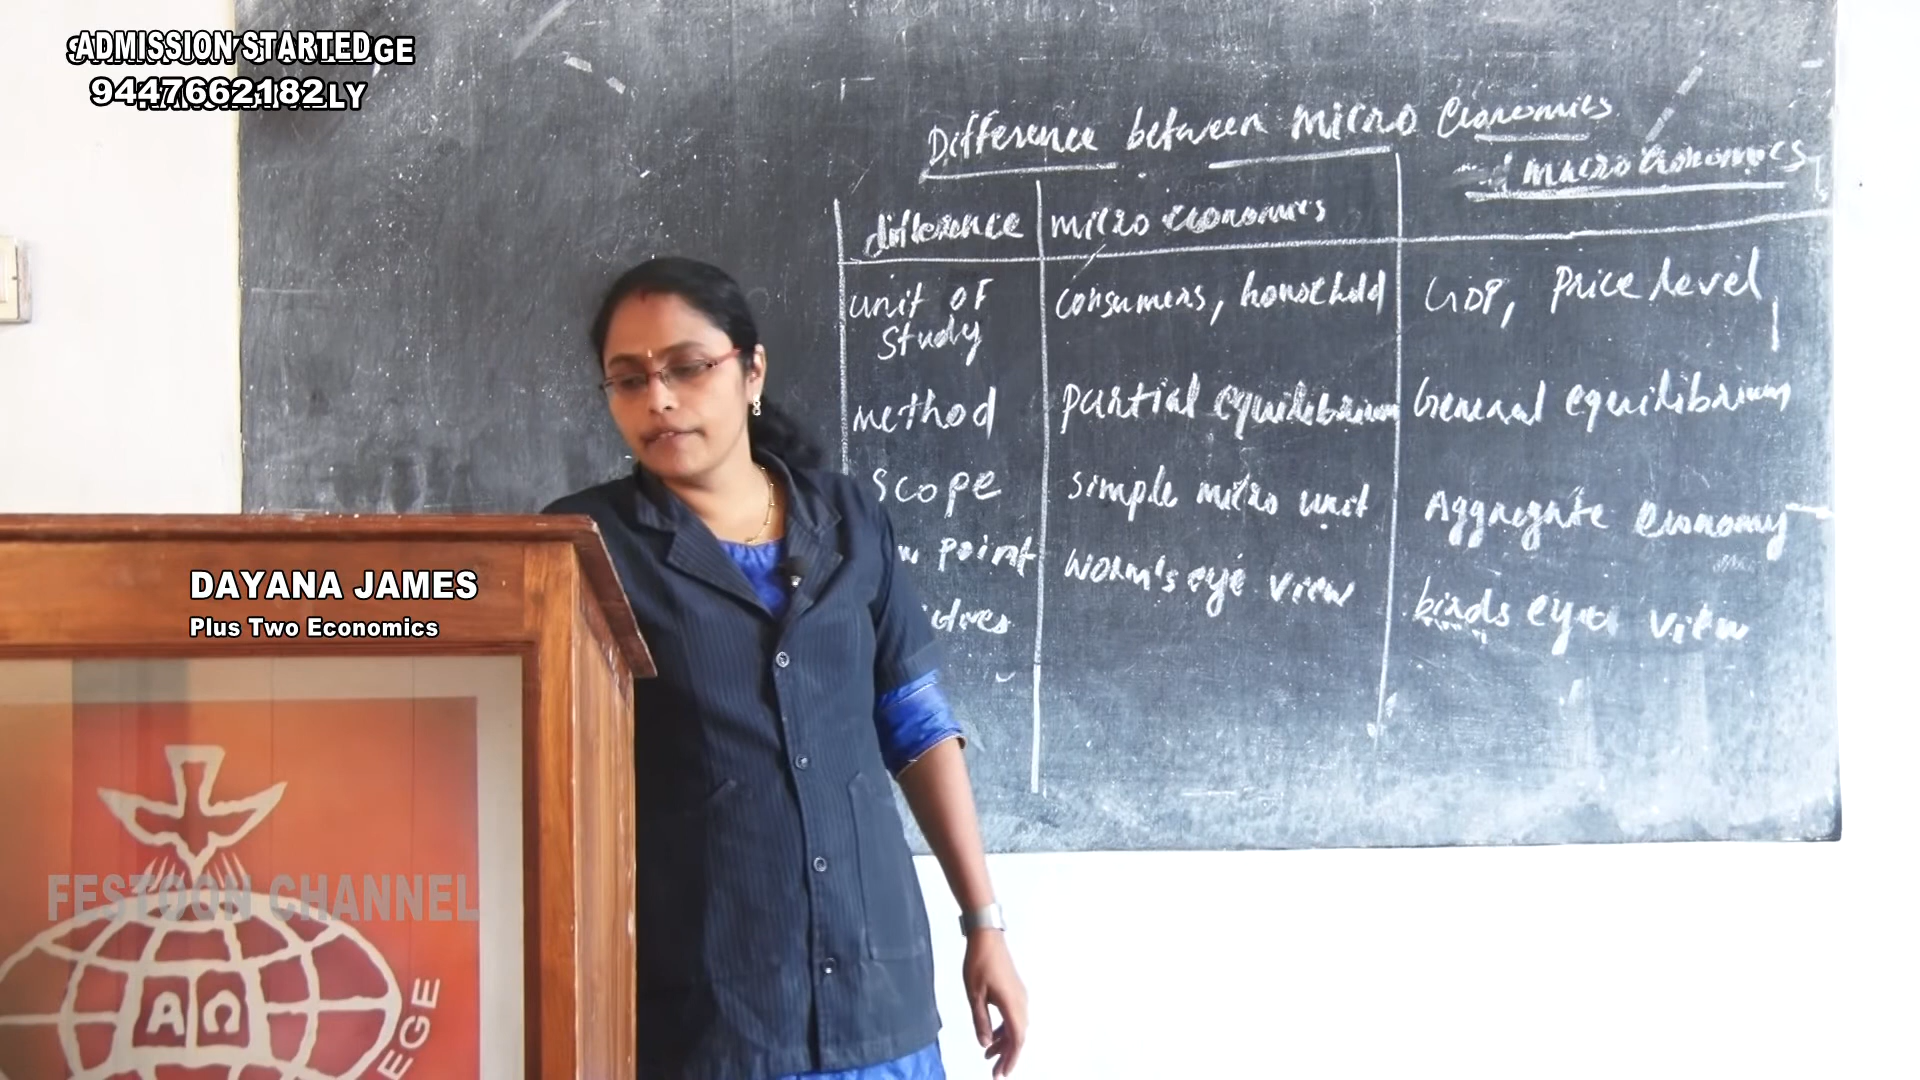 ADMISSION STARTED
9447662182
Difference between micro Economics
and macro Economics
difference micro economics
unit of study consumers, household GDP, Price level,
method partial equilibrium General equilibrium
scope simple micro unit Aggregate economy
point worm's eye view birds eye view
DAYANA JAMES
Plus Two Economics
FESTOON CHANNEL
Α Ω
EGE